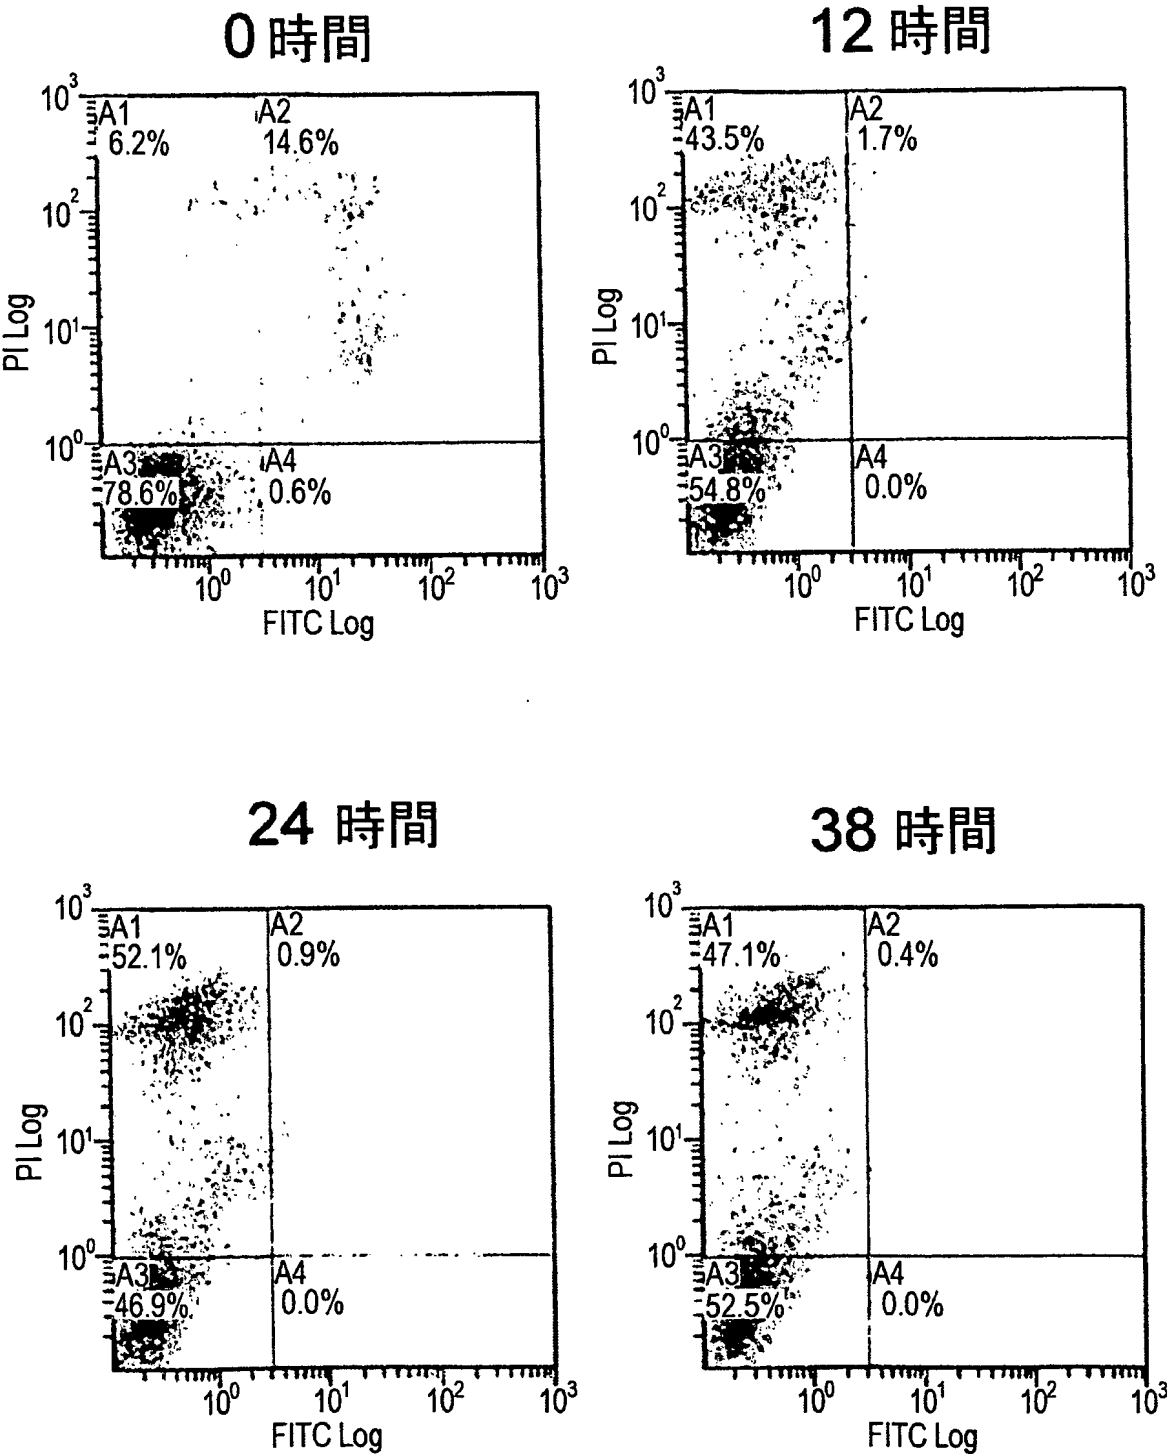 0 時間
10³
A1
6.2%
A2
14.6%
10²
PI Log
10¹
10⁰
A3
78.6%
A4
0.6%
10⁰ 10¹ 10² 10³
FITC Log
12 時間
10³
A1
43.5%
A2
1.7%
10²
PI Log
10¹
10⁰
A3
54.8%
A4
0.0%
10⁰ 10¹ 10² 10³
FITC Log
24 時間
10³
A1
52.1%
A2
0.9%
10²
PI Log
10¹
10⁰
A3
46.9%
A4
0.0%
10⁰ 10¹ 10² 10³
FITC Log
38 時間
10³
A1
47.1%
A2
0.4%
10²
PI Log
10¹
10⁰
A3
52.5%
A4
0.0%
10⁰ 10¹ 10² 10³
FITC Log